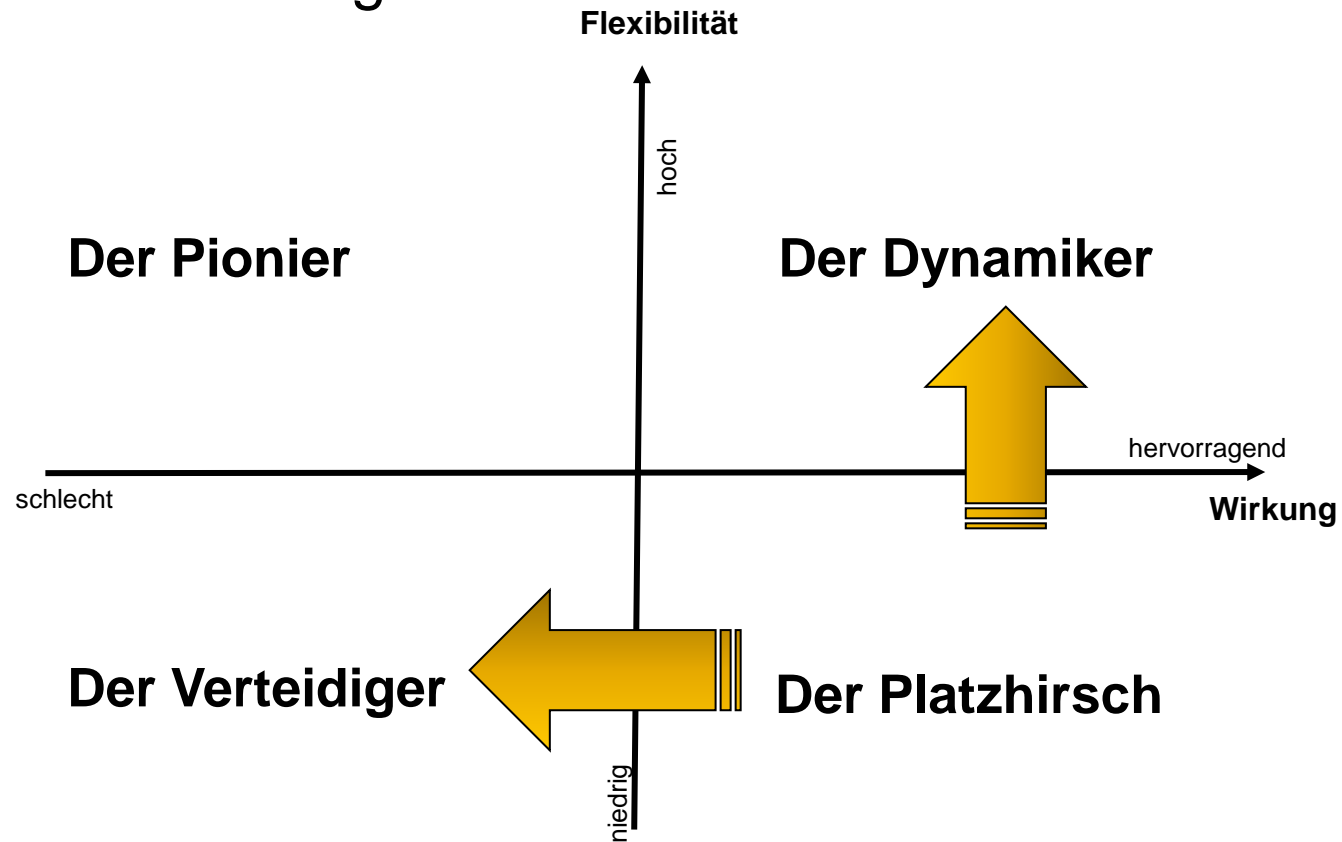 Flexibilität
hoch
Der Pionier
Der Dynamiker
hervorragend
schlecht
Wirkung
Der Verteidiger
Der Platzhirsch
niedrig